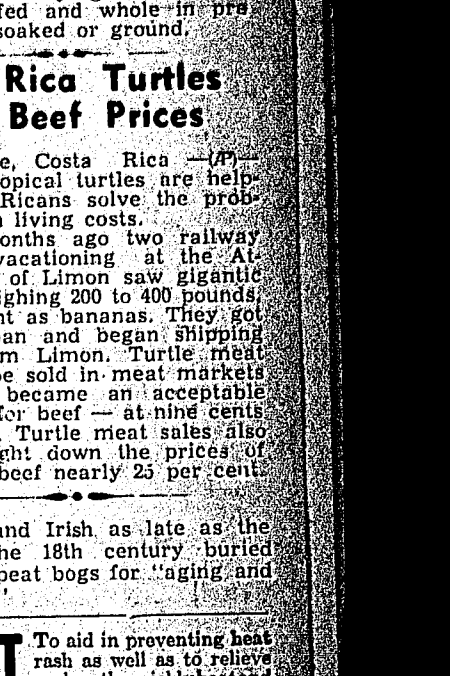 fed and whole in pre-
soaked or ground.
Rica Turtles
Beef Prices
e, Costa Rica —(AP)—
opical turtles are help-
Ricans solve the prob-
living costs.
onths ago two railway
vacationing at the At-
of Limon saw gigantic
ighing 200 to 400 pounds,
nt as bananas. They got
an and began shipping
m Limon. Turtle meat
be sold in meat markets
became an acceptable
for beef — at nine cents
. Turtle meat sales also
ght down the prices of
beef nearly 25 per cent.
and Irish as late as the
he 18th century buried
peat bogs for "aging and
To aid in preventing heat
rash as well as to relieve